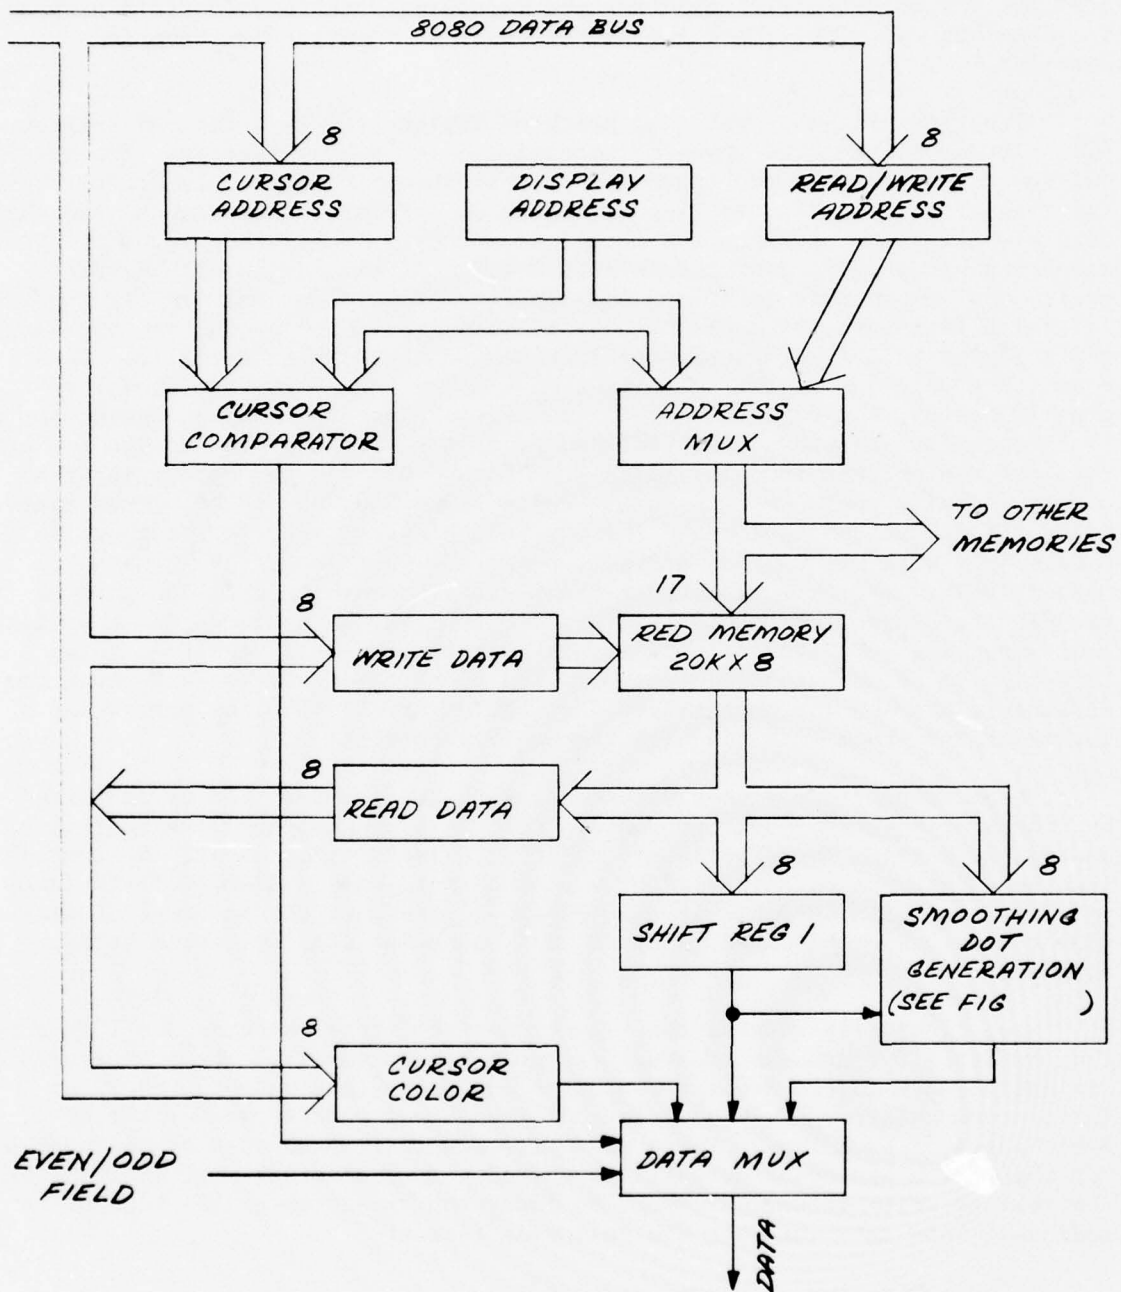 8080 DATA BUS
8
8
CURSOR
ADDRESS
DISPLAY
ADDRESS
READ/WRITE
ADDRESS
CURSOR
COMPARATOR
ADDRESS
MUX
TO OTHER
MEMORIES
17
8
WRITE DATA
RED MEMORY
20K X 8
8
READ DATA
8
8
SHIFT REG 1
SMOOTHING
DOT
GENERATION
(SEE FIG )
8
CURSOR
COLOR
EVEN/ODD
FIELD
DATA MUX
DATA